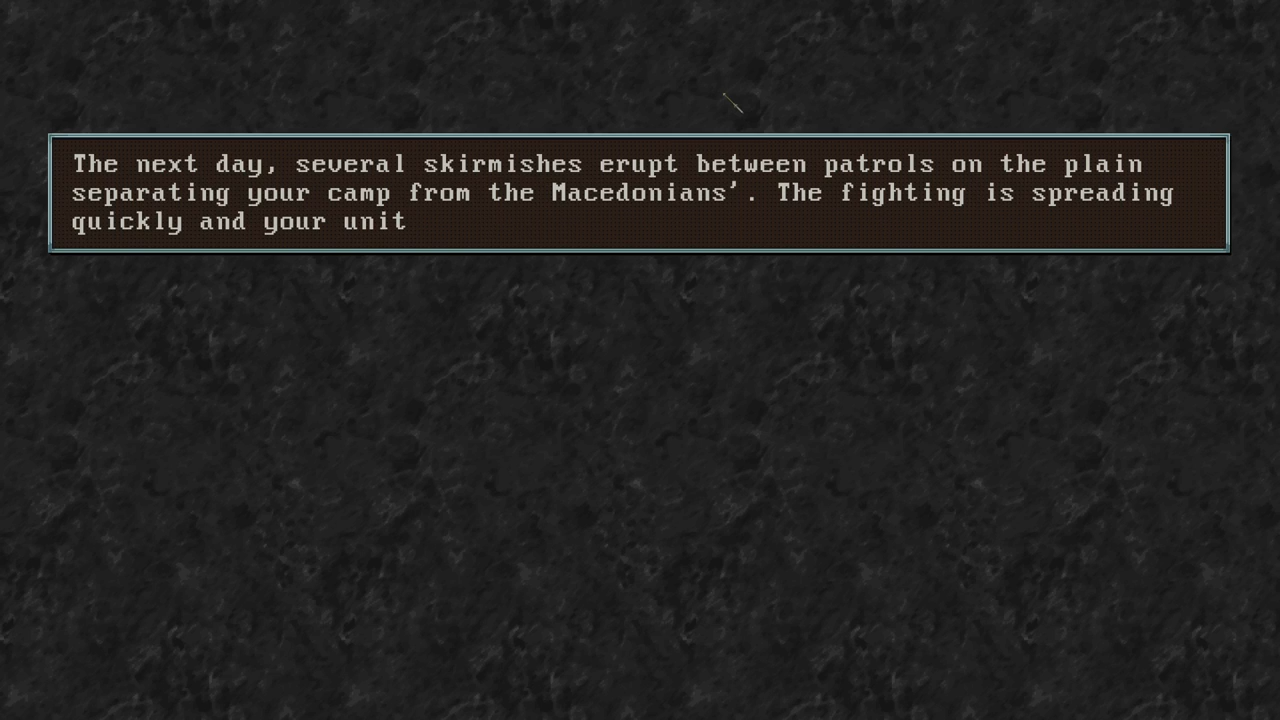 The next day, several skirmishes erupt between patrols on the plain
separating your camp from the Macedonians'. The fighting is spreading
quickly and your unit